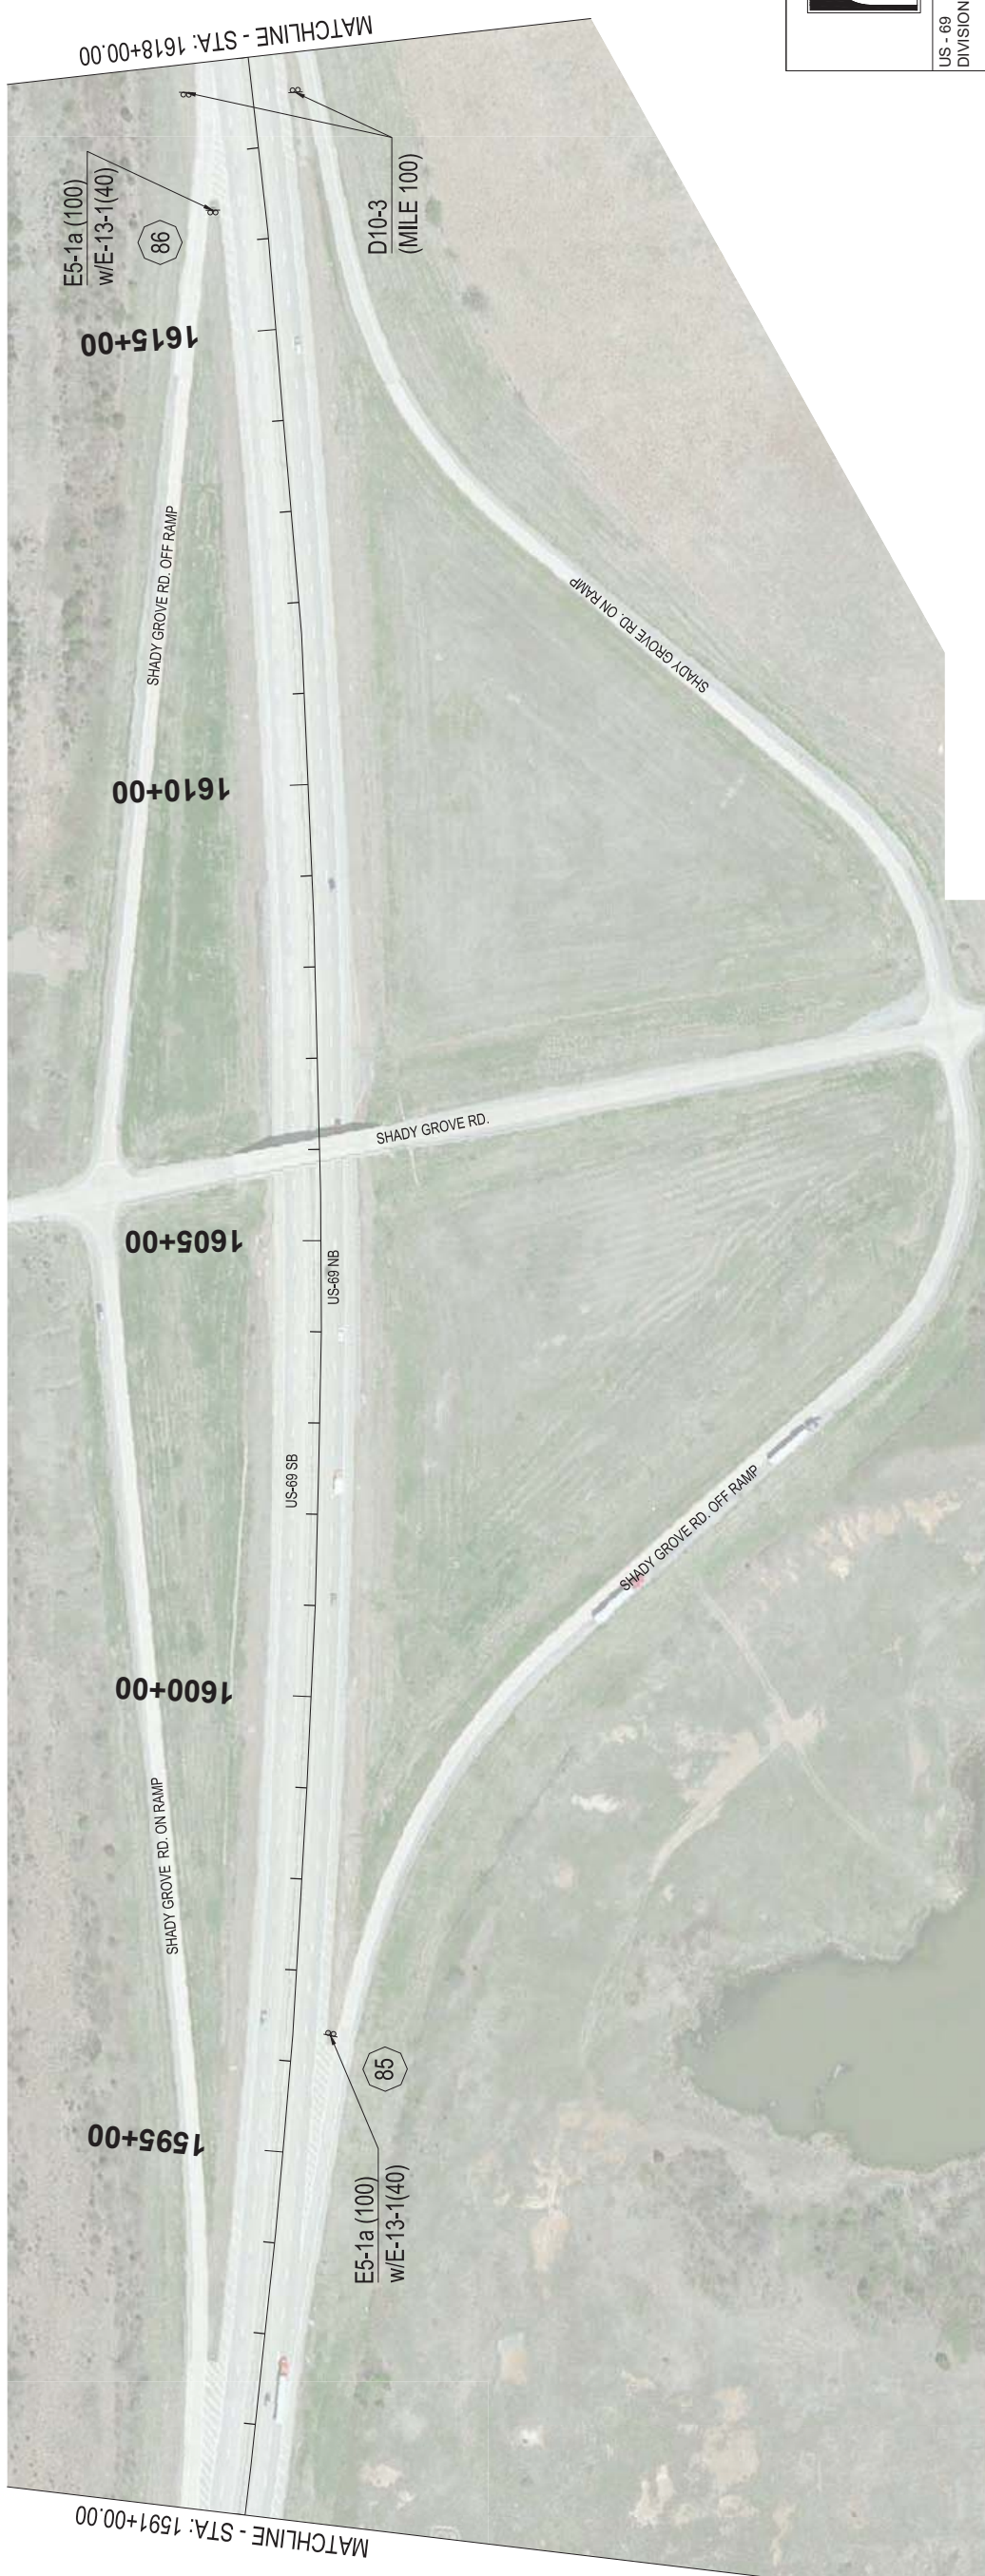 MATCHLINE - STA: 1618+00.00
E5-1a (100)
w/E-13-1(40)
86
D10-3
(MILE 100)
1615+00
SHADY GROVE RD. OFF RAMP
SHADY GROVE RD. ON RAMP
1610+00
SHADY GROVE RD.
1605+00
US-69 NB
US-69 SB
SHADY GROVE RD. OFF RAMP
1600+00
SHADY GROVE RD. ON RAMP
85
E5-1a (100)
w/E-13-1(40)
1595+00
MATCHLINE - STA: 1591+00.00
US - 69
DIVISION